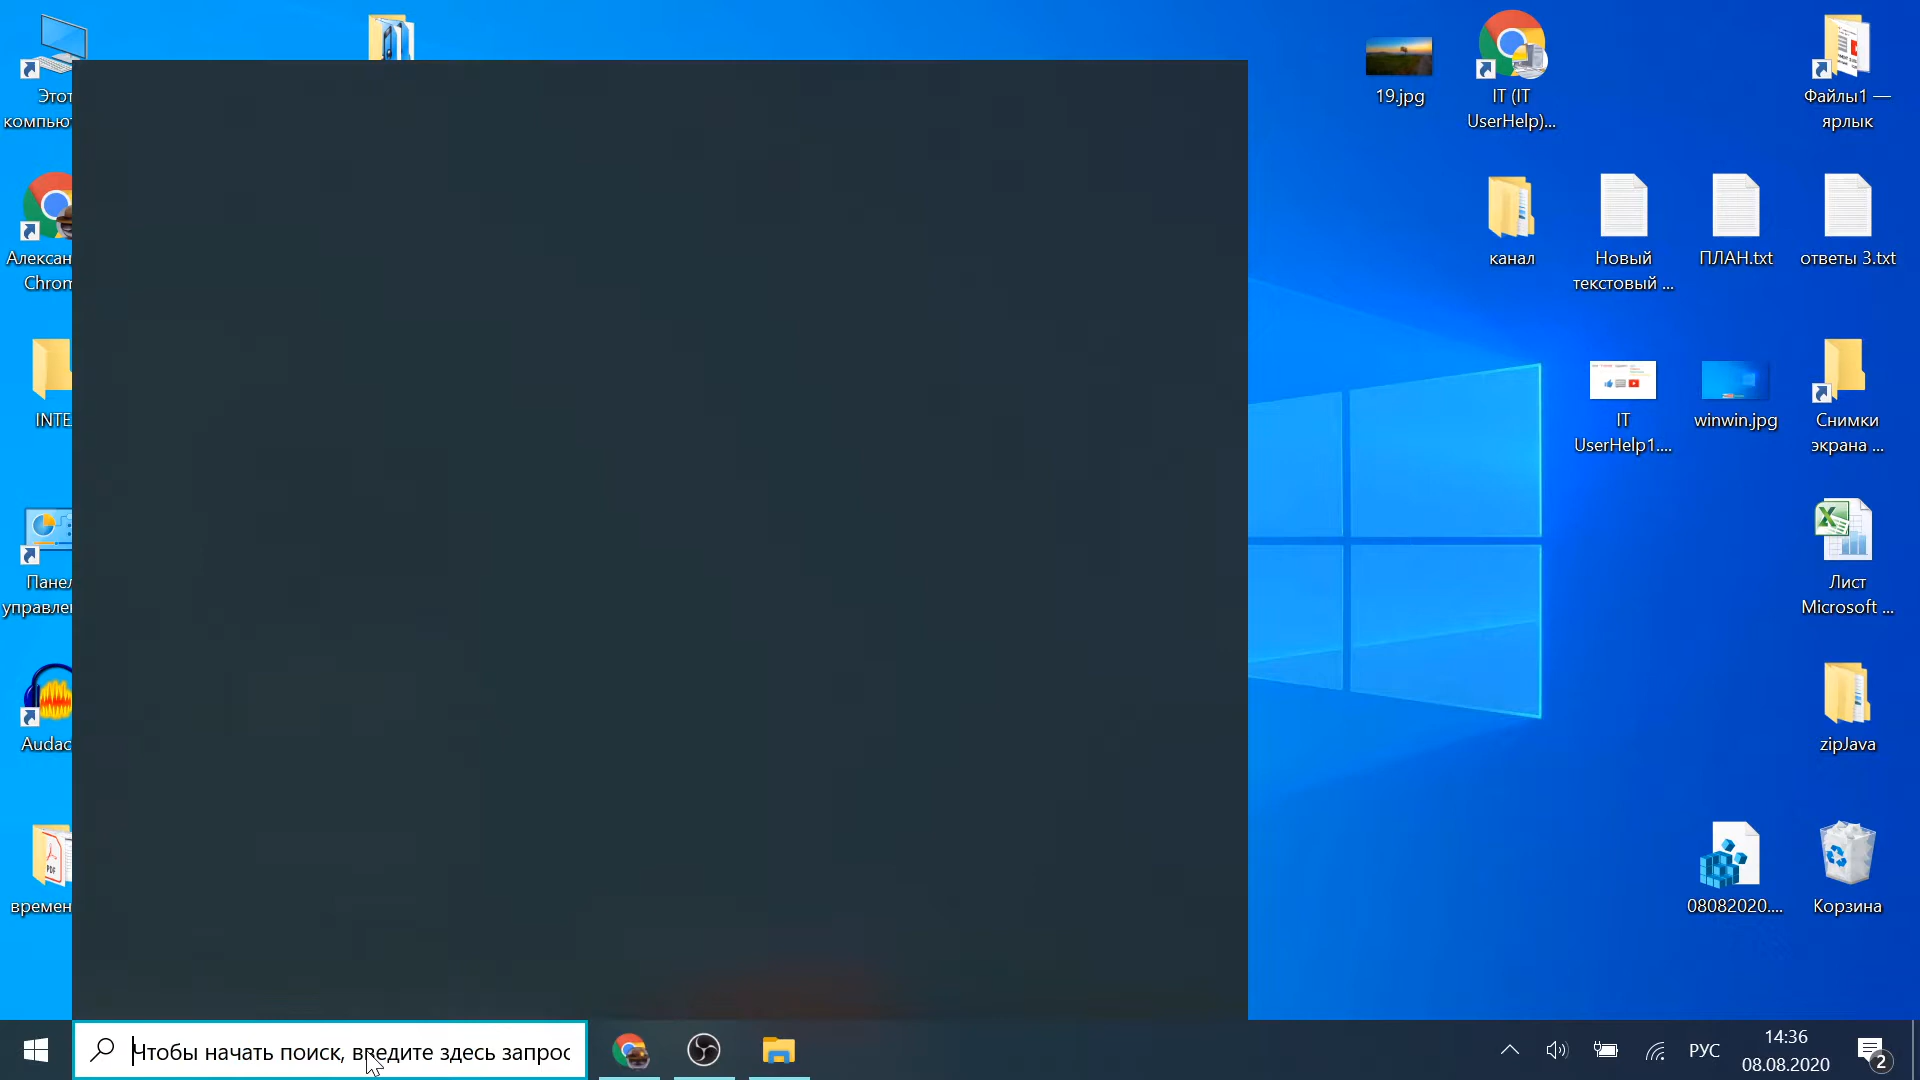 Этот
компью
Алексан
Chrom
INTE
Панел
управле
Audac
времен
19.jpg
IT (IT
UserHelp)...
Файлы1 —
ярлык
канал
Новый
текстовый ...
ПЛАН.txt
ответы 3.txt
IT
UserHelp1....
winwin.jpg
Снимки
экрана ...
Лист
Microsoft ...
zipJava
08082020....
Корзина
Чтобы начать поиск, введите здесь запрос
РУС
14:36
08.08.2020
2